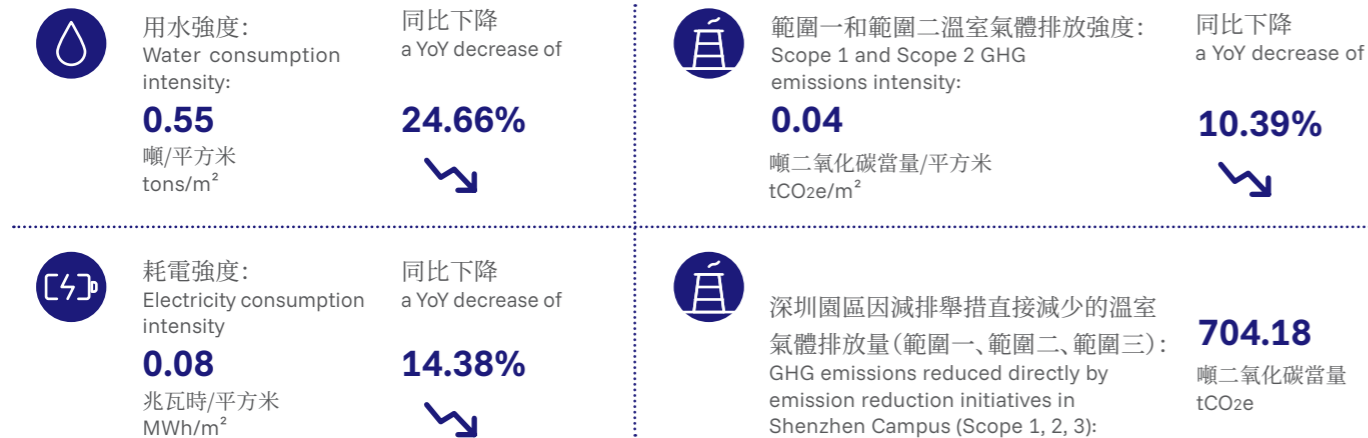 用水強度：
Water consumption
intensity:
0.55
噸/平方米
tons/m²
同比下降
a YoY decrease of
24.66%
範圍一和範圍二溫室氣體排放強度：
Scope 1 and Scope 2 GHG
emissions intensity:
0.04
噸二氧化碳當量/平方米
tCO2e/m²
同比下降
a YoY decrease of
10.39%
耗電強度：
Electricity consumption
intensity
0.08
兆瓦時/平方米
MWh/m²
同比下降
a YoY decrease of
14.38%
深圳園區因減排舉措直接減少的溫室
氣體排放量（範圍一、範圍二、範圍三）：
GHG emissions reduced directly by
emission reduction initiatives in
Shenzhen Campus (Scope 1, 2, 3):
704.18
噸二氧化碳當量
tCO2e